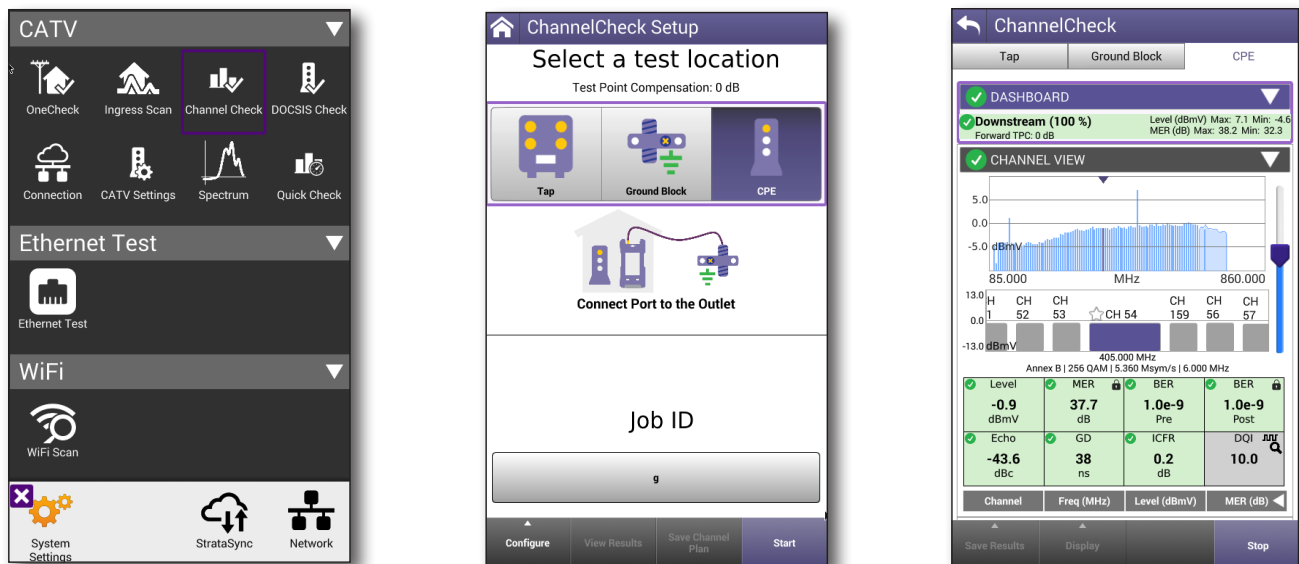 CATV
OneCheck
Ingress Scan
Channel Check
DOCSIS Check
Connection
CATV Settings
Spectrum
Quick Check
Ethernet Test
Ethernet Test
WiFi
WiFi Scan
System
Settings
StrataSync
Network
ChannelCheck Setup
Select a test location
Test Point Compensation: 0 dB
Tap
Ground Block
CPE
Connect Port to the Outlet
Job ID
g
Configure
View Results
Save Channel
Plan
Start
ChannelCheck
Tap
Ground Block
CPE
DASHBOARD
Downstream (100 %)
Level (dBmV) Max: 7.1 Min: -4.6
Forward TPC: 0 dB
MER (dB) Max: 38.2 Min: 32.3
CHANNEL VIEW
5.0
0.0
-5.0 dBmV
85.000 MHz 860.000
13.0 H CH CH CH CH CH
1 52 53 CH 54 159 56 57
0.0
-13.0 dBmV
405.000 MHz
Annex B | 256 QAM | 5.360 Msym/s | 6.000 MHz
Level MER BER BER
-0.9 37.7 1.0e-9 1.0e-9
dBmV dB Pre Post
Echo GD ICFR DQI
-43.6 38 0.2 10.0
dBc ns dB
Channel Freq (MHz) Level (dBmV) MER (dB)
Save Results
Display
Stop